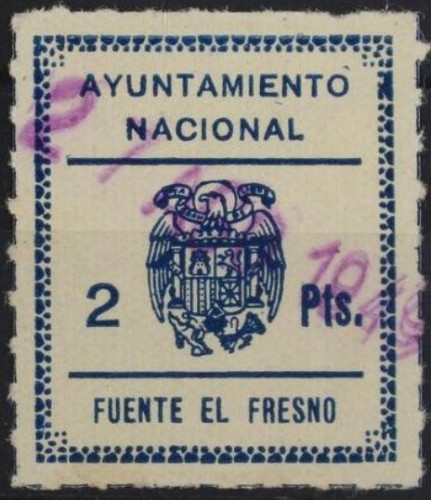 AYUNTAMIENTO
NACIONAL
2 Pts.
FUENTE EL FRESNO